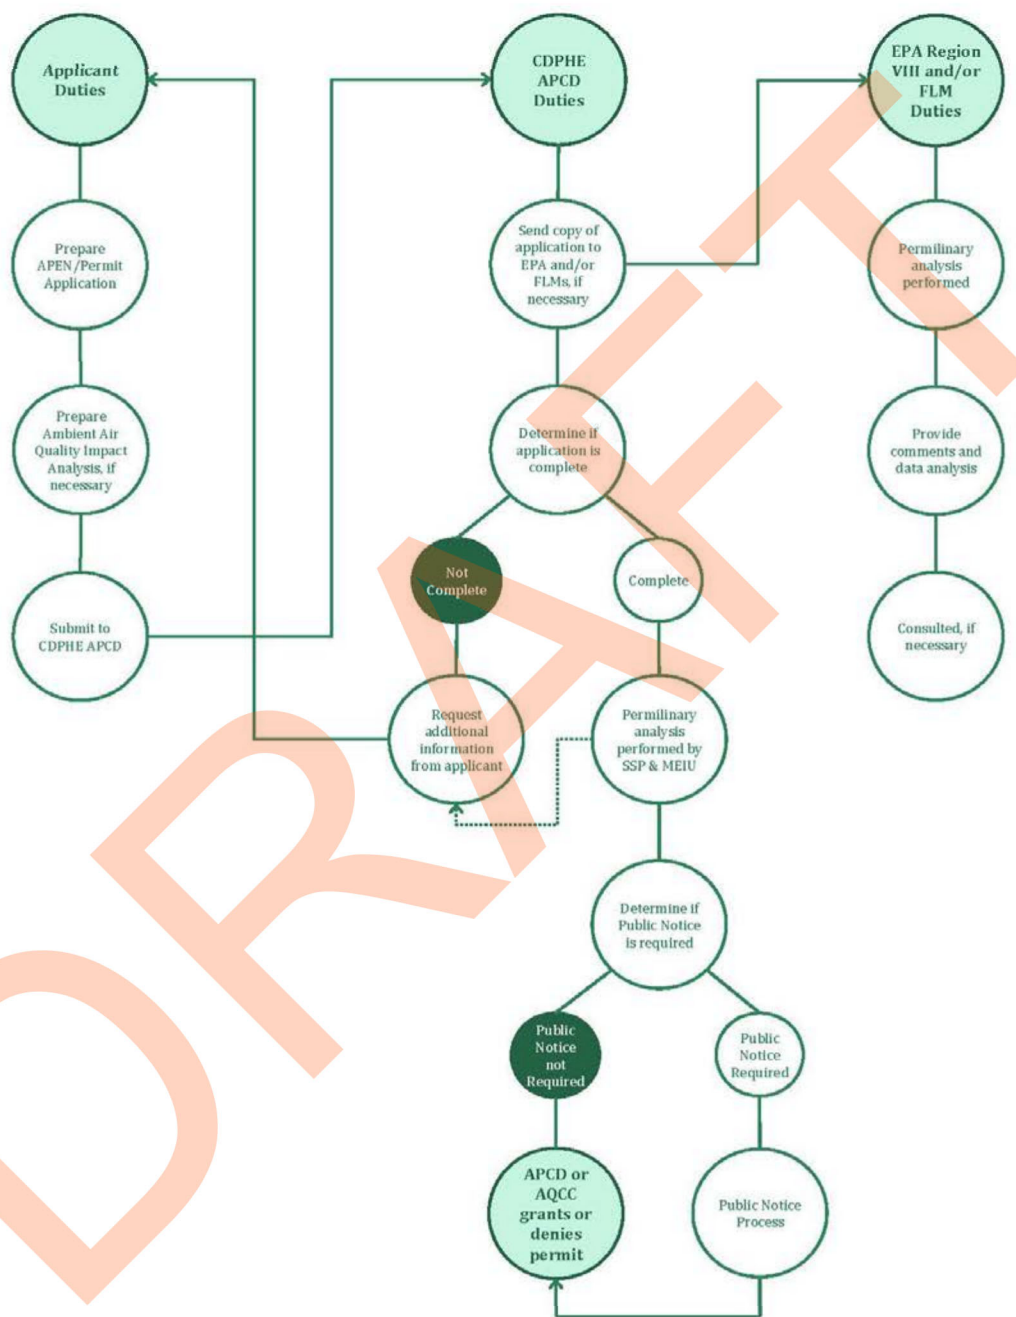 Applicant
Duties
Prepare
APEN/Permit
Application
Prepare
Ambient Air
Quality Impact
Analysis, if
necessary
Submit to
CDPHE APCD
CDPHE
APCD
Duties
Send copy of
application to
EPA and/or
FLMs, if
necessary
Determine if
application is
complete
Not
Complete
Complete
Request
additional
information
from applicant
Permilinary
analysis
performed by
SSP & MEIU
Determine if
Public Notice
is required
Public
Notice
not
Required
Public
Notice
Required
APCD or
AQCC
grants or
denies
permit
Public Notice
Process
EPA Region
VIII and/or
FLM
Duties
Permilinary
analysis
performed
Provide
comments and
data analysis
Consulted, if
necessary
DRAFT